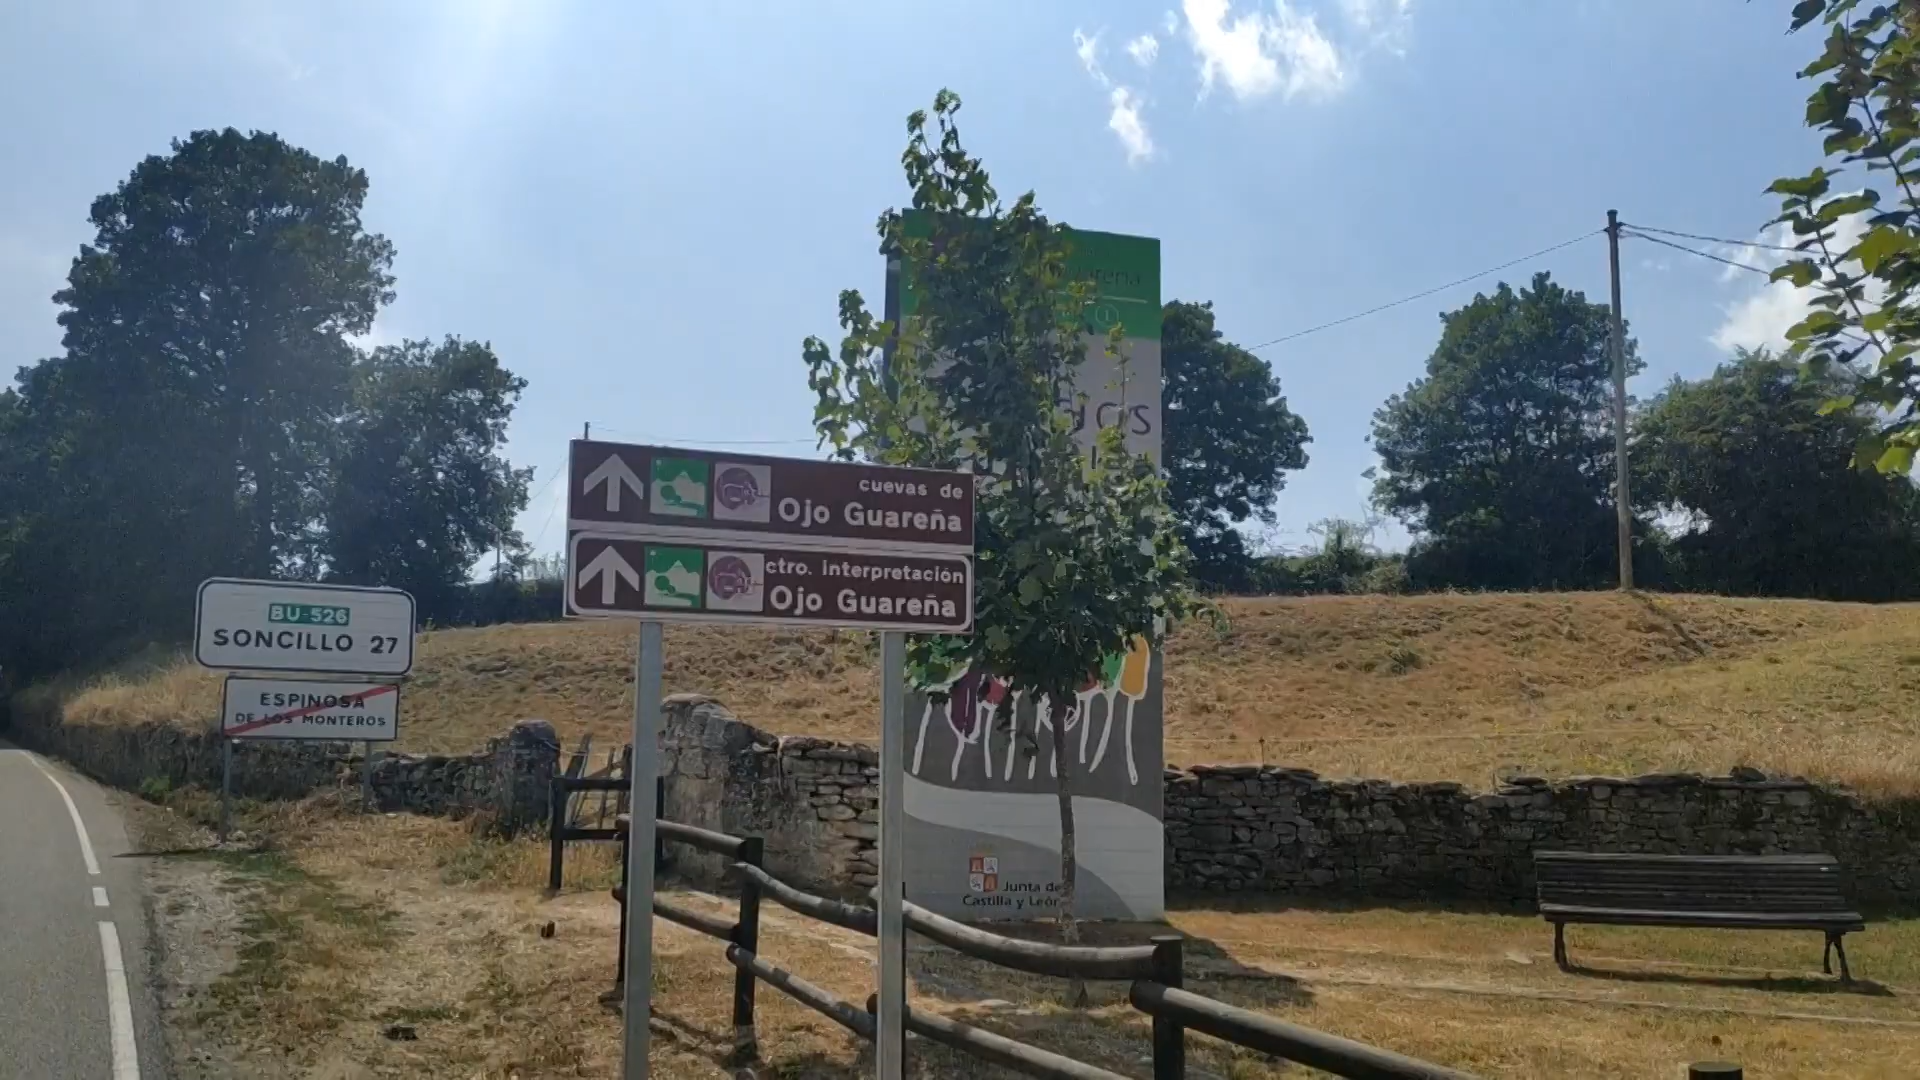 BU-526
SONCILLO 27
ESPINOSA
DE LOS MONTEROS
cuevas de
Ojo Guareña
ctro. interpretación
Ojo Guareña
Junta de
Castilla y León